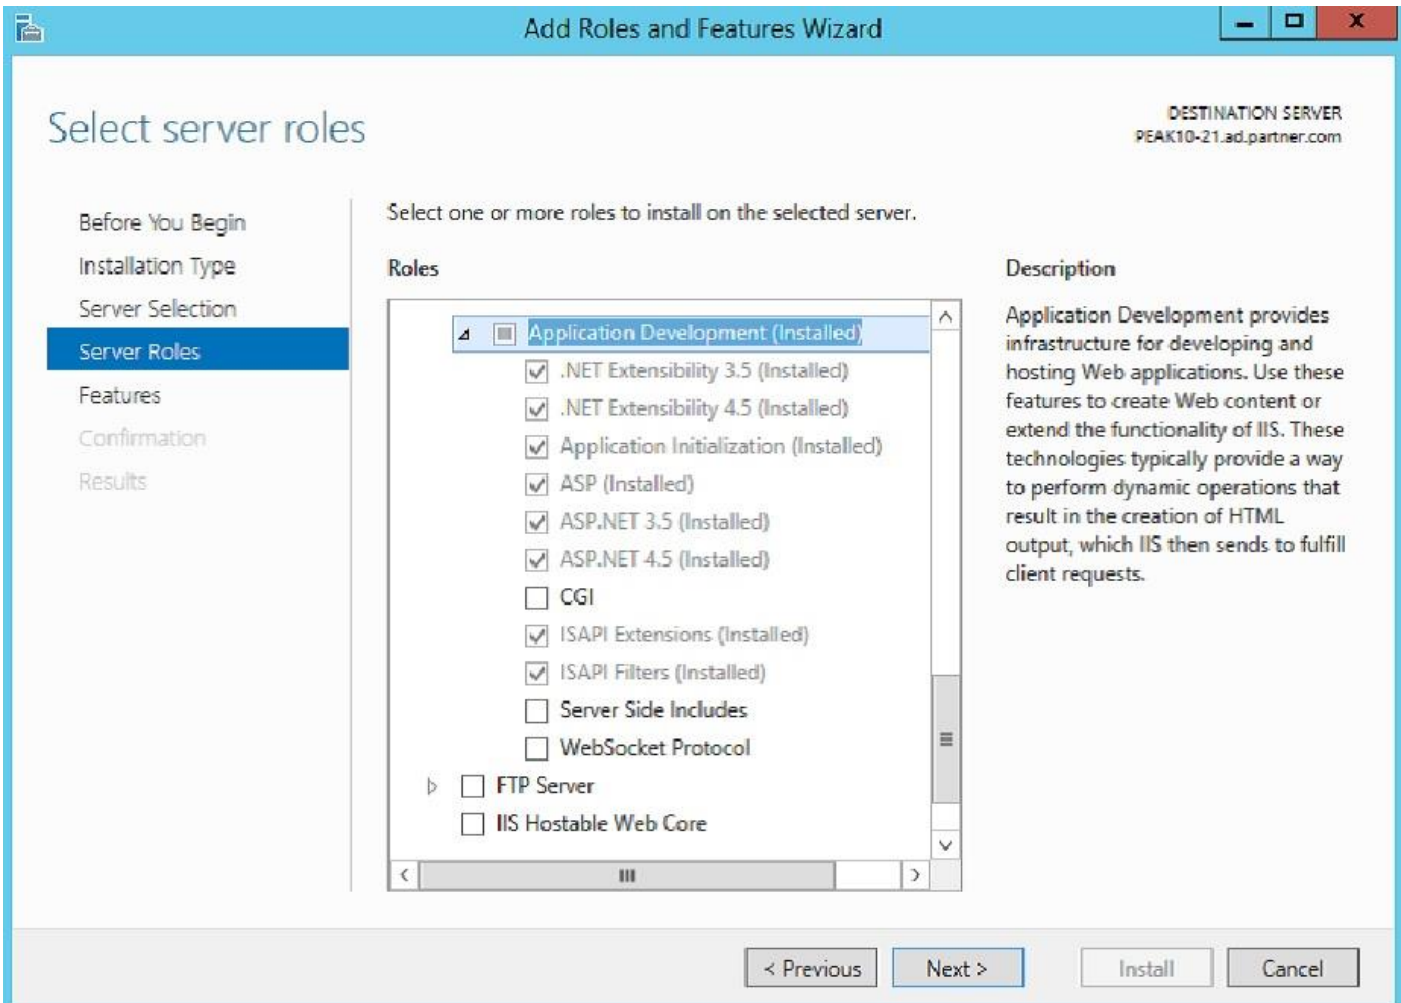 Add Roles and Features Wizard
Select server roles
DESTINATION SERVER
PEAK10-21.ad.partner.com
Before You Begin
Installation Type
Server Selection
Server Roles
Features
Confirmation
Results
Select one or more roles to install on the selected server.
Roles
Application Development (Installed)
.NET Extensibility 3.5 (Installed)
.NET Extensibility 4.5 (Installed)
Application Initialization (Installed)
ASP (Installed)
ASP.NET 3.5 (Installed)
ASP.NET 4.5 (Installed)
CGI
ISAPI Extensions (Installed)
ISAPI Filters (Installed)
Server Side Includes
WebSocket Protocol
FTP Server
IIS Hostable Web Core
Description
Application Development provides
infrastructure for developing and
hosting Web applications. Use these
features to create Web content or
extend the functionality of IIS. These
technologies typically provide a way
to perform dynamic operations that
result in the creation of HTML
output, which IIS then sends to fulfill
client requests.
< Previous
Next >
Install
Cancel